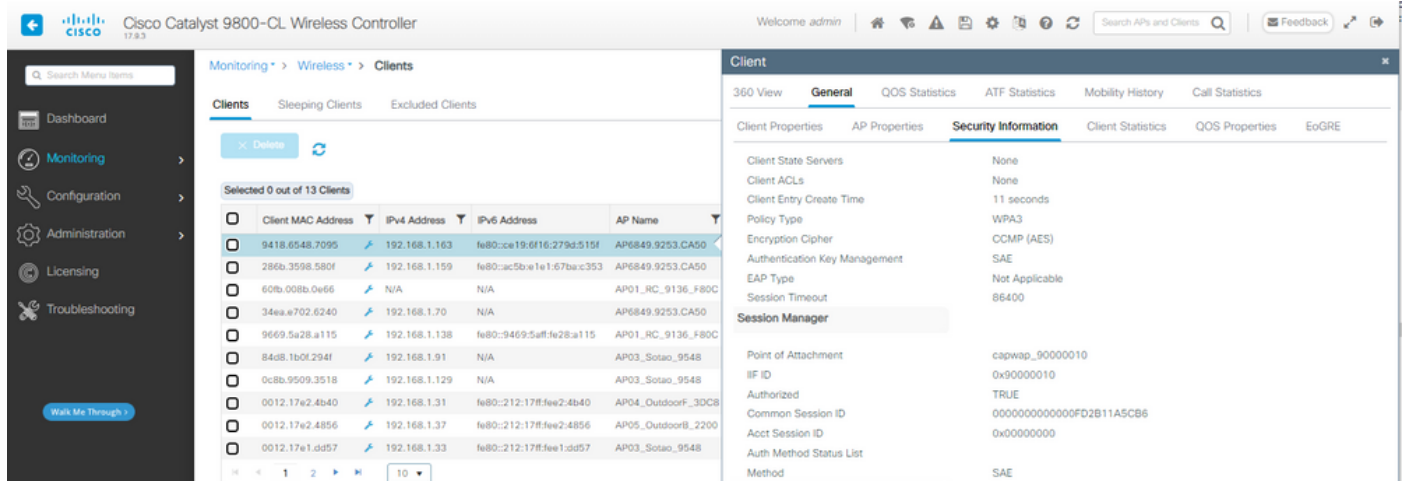 CISCO
Cisco Catalyst 9800-CL Wireless Controller
17.9.3
Welcome admin
Search APs and Clients
Feedback
Search Menu Items
Dashboard
Monitoring
Configuration
Administration
Licensing
Troubleshooting
Walk Me Through >
Monitoring > Wireless > Clients
Clients Sleeping Clients Excluded Clients
× Delete
Selected 0 out of 13 Clients
Client MAC Address IPv4 Address IPv6 Address AP Name
9418.6548.7095 192.168.1.163 fe80::ce19:6f16:279d:515f AP6849.9253.CA50
286b.3598.580f 192.168.1.159 fe80::ac5b:e1e1:67ba:c353 AP6849.9253.CA50
60fb.008b.0e66 N/A N/A AP01_RC_9136_F80C
34ea.e702.6240 192.168.1.70 N/A AP6849.9253.CA50
9669.5a28.a115 192.168.1.138 fe80::9469:5aff:fe28:a115 AP01_RC_9136_F80C
84d8.1b0f.294f 192.168.1.91 N/A AP03_Sotao_9548
0c8b.9509.3518 192.168.1.129 N/A AP03_Sotao_9548
0012.17e2.4b40 192.168.1.31 fe80::212:17ff:fee2:4b40 AP04_OutdoorF_3DC8
0012.17e2.4856 192.168.1.37 fe80::212:17ff:fee2:4856 AP05_OutdoorB_2200
0012.17e1.dd57 192.168.1.33 fe80::212:17ff:fee1:dd57 AP03_Sotao_9548
1 2 10
Client
360 View General QOS Statistics ATF Statistics Mobility History Call Statistics
Client Properties AP Properties Security Information Client Statistics QOS Properties EoGRE
Client State Servers None
Client ACLs None
Client Entry Create Time 11 seconds
Policy Type WPA3
Encryption Cipher CCMP (AES)
Authentication Key Management SAE
EAP Type Not Applicable
Session Timeout 86400
Session Manager
Point of Attachment capwap_90000010
IIF ID 0x90000010
Authorized TRUE
Common Session ID 0000000000000FD2B11A5CB6
Acct Session ID 0x00000000
Auth Method Status List
Method SAE